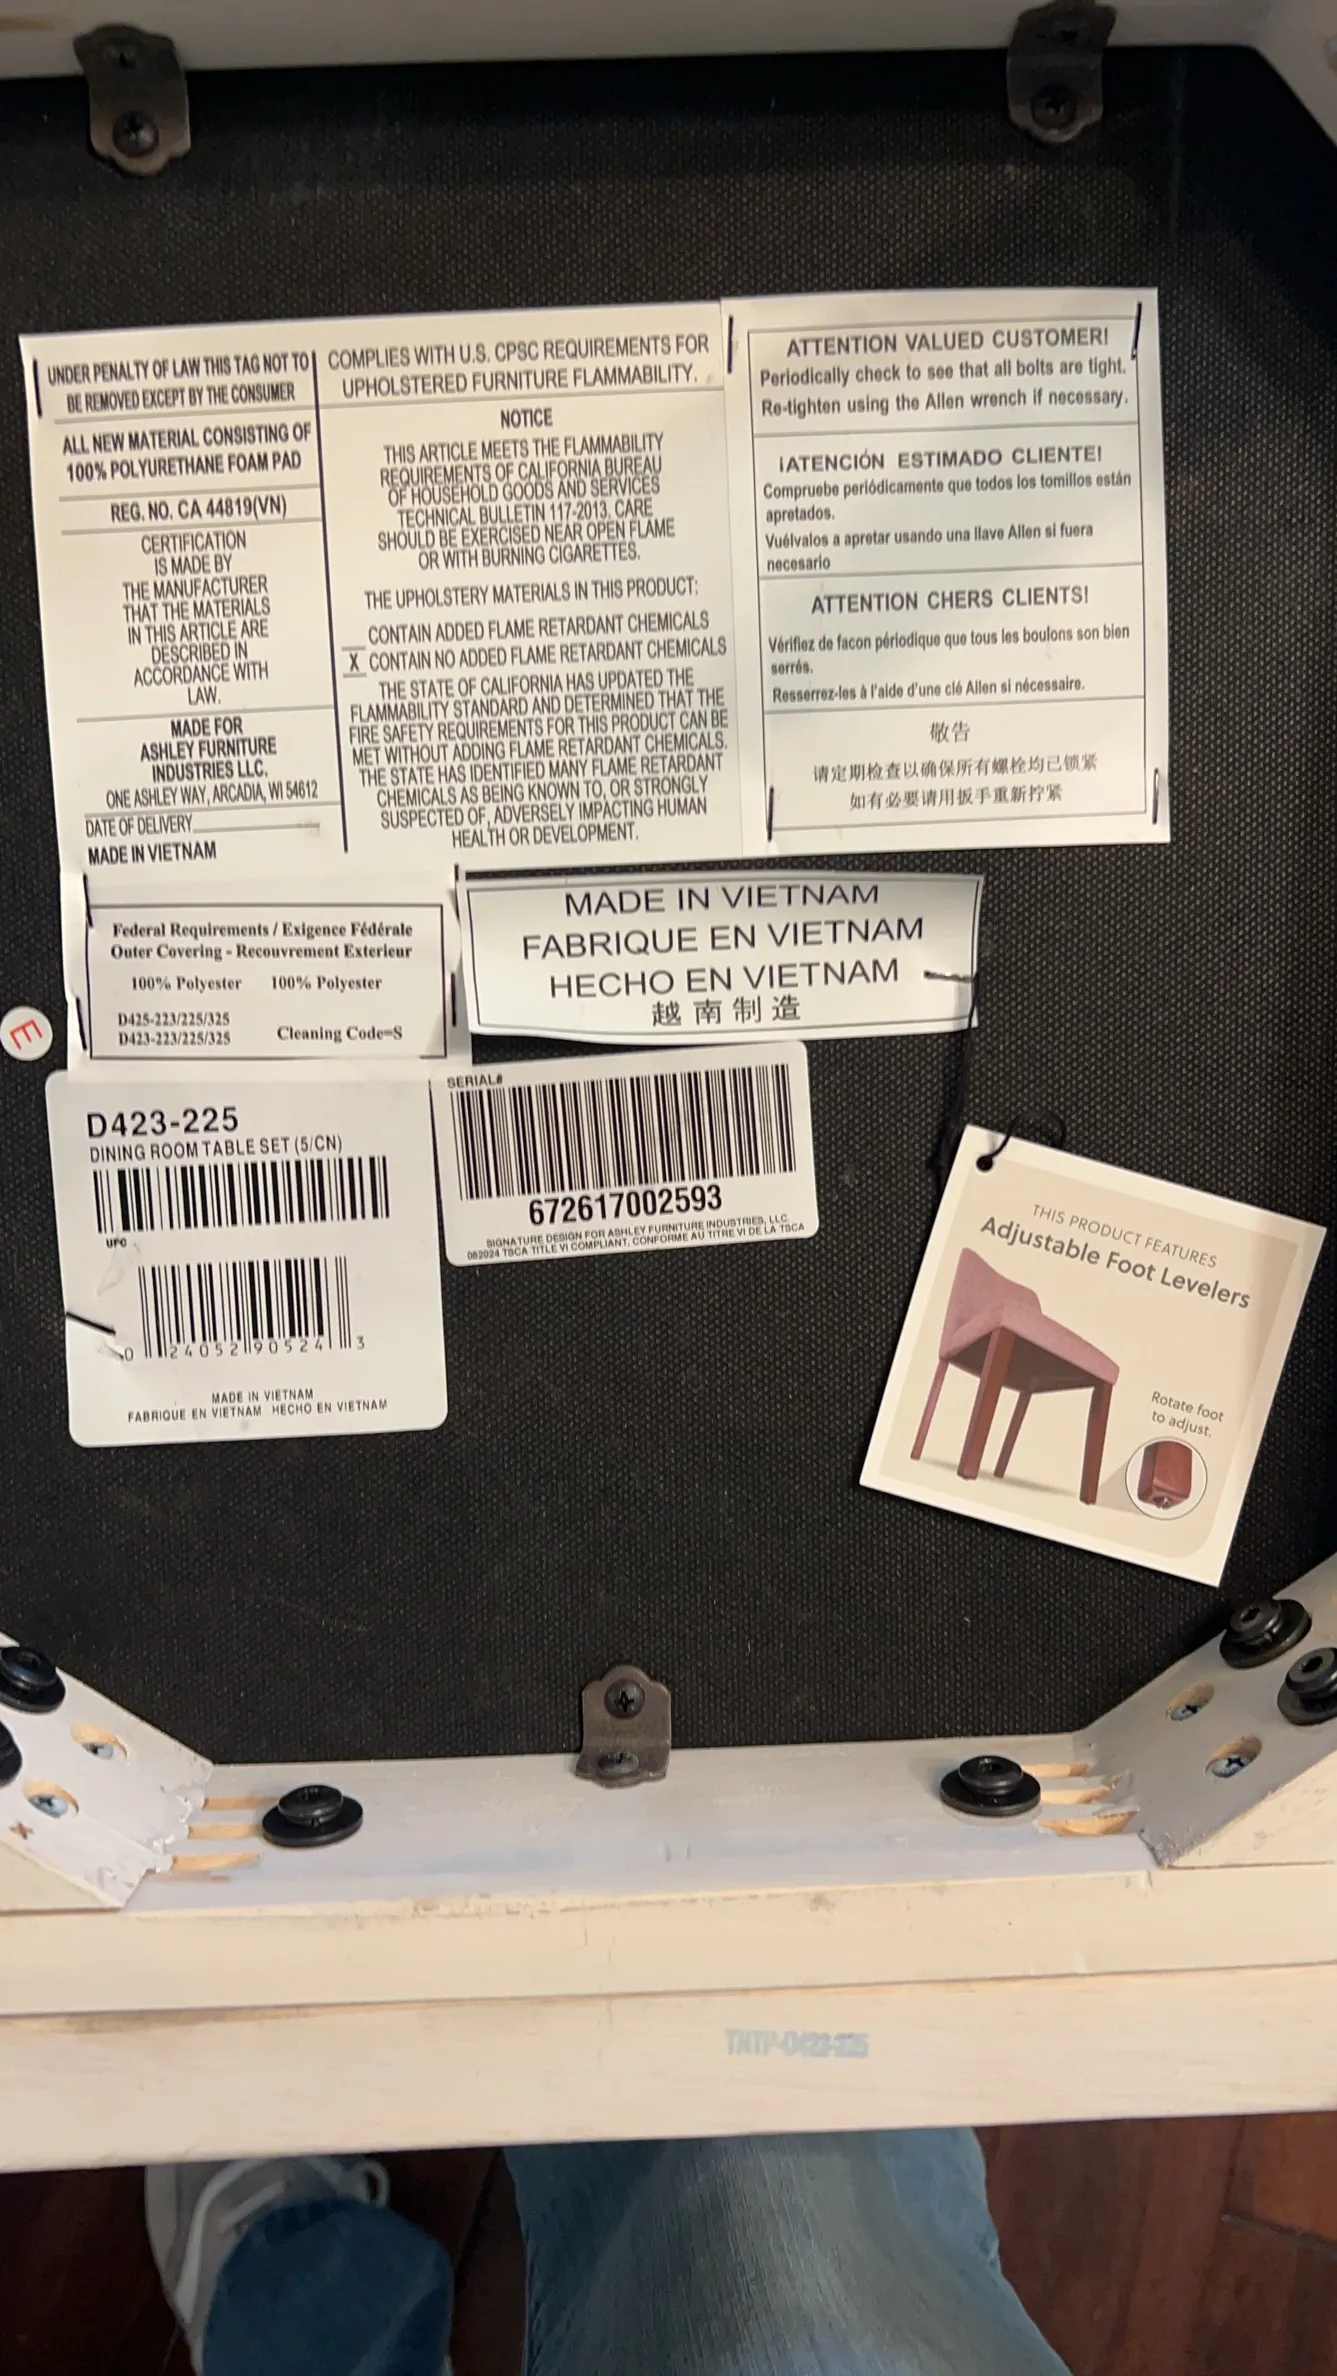 UNDER PENALTY OF LAW THIS TAG NOT TO
BE REMOVED EXCEPT BY THE CONSUMER
ALL NEW MATERIAL CONSISTING OF
100% POLYURETHANE FOAM PAD
REG. NO. CA 44819(VN)
CERTIFICATION
IS MADE BY
THE MANUFACTURER
THAT THE MATERIALS
IN THIS ARTICLE ARE
DESCRIBED IN
ACCORDANCE WITH
LAW.
MADE FOR
ASHLEY FURNITURE
INDUSTRIES LLC.
ONE ASHLEY WAY, ARCADIA, WI 54612
DATE OF DELIVERY
MADE IN VIETNAM
COMPLIES WITH U.S. CPSC REQUIREMENTS FOR
UPHOLSTERED FURNITURE FLAMMABILITY.
NOTICE
THIS ARTICLE MEETS THE FLAMMABILITY
REQUIREMENTS OF CALIFORNIA BUREAU
OF HOUSEHOLD GOODS AND SERVICES
TECHNICAL BULLETIN 117-2013. CARE
SHOULD BE EXERCISED NEAR OPEN FLAME
OR WITH BURNING CIGARETTES.
THE UPHOLSTERY MATERIALS IN THIS PRODUCT:
CONTAIN ADDED FLAME RETARDANT CHEMICALS
X CONTAIN NO ADDED FLAME RETARDANT CHEMICALS
THE STATE OF CALIFORNIA HAS UPDATED THE
FLAMMABILITY STANDARD AND DETERMINED THAT THE
FIRE SAFETY REQUIREMENTS FOR THIS PRODUCT CAN BE
MET WITHOUT ADDING FLAME RETARDANT CHEMICALS.
THE STATE HAS IDENTIFIED MANY FLAME RETARDANT
CHEMICALS AS BEING KNOWN TO, OR STRONGLY
SUSPECTED OF, ADVERSELY IMPACTING HUMAN
HEALTH OR DEVELOPMENT.
ATTENTION VALUED CUSTOMER!
Periodically check to see that all bolts are tight.
Re-tighten using the Allen wrench if necessary.
¡ATENCIÓN ESTIMADO CLIENTE!
Compruebe periódicamente que todos los tornillos están
apretados.
Vuélvalos a apretar usando una llave Allen si fuera
necesario
ATTENTION CHERS CLIENTS!
Vérifiez de facon périodique que tous les boulons son bien
serrés.
Resserrez-les à l'aide d'une clé Allen si nécessaire.
敬告
请定期检查以确保所有螺栓均已锁紧
如有必要请用扳手重新拧紧
Federal Requirements / Exigence Fédérale
Outer Covering - Recouvrement Exterieur
100% Polyester 100% Polyester
D425-223/225/325
D423-223/225/325 Cleaning Code=S
MADE IN VIETNAM
FABRIQUE EN VIETNAM
HECHO EN VIETNAM
越南制造
E
D423-225
DINING ROOM TABLE SET (5/CN)
UPC
0 24052 90524 3
MADE IN VIETNAM
FABRIQUE EN VIETNAM HECHO EN VIETNAM
SERIAL#
672617002593
SIGNATURE DESIGN FOR ASHLEY FURNITURE INDUSTRIES, LLC.
062024 TSCA TITLE VI COMPLIANT, CONFORME AU TITRE VI DE LA TSCA
THIS PRODUCT FEATURES
Adjustable Foot Levelers
Rotate foot
to adjust.